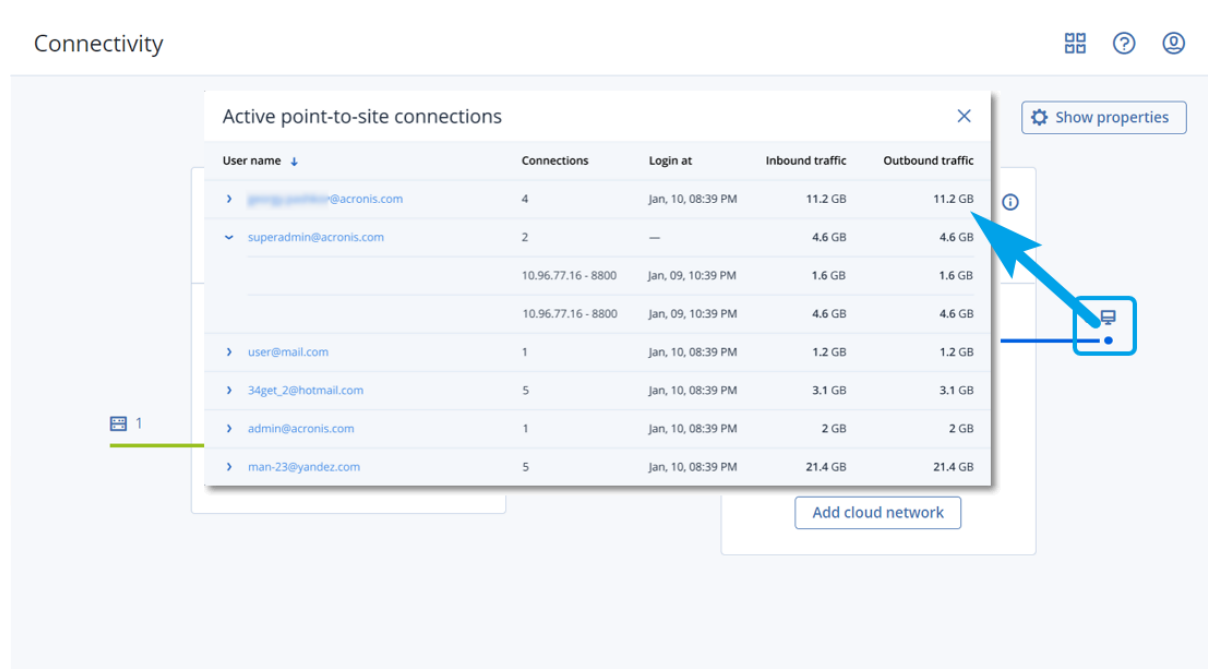 Connectivity
Show properties
Active point-to-site connections
User name Connections Login at Inbound traffic Outbound traffic
@acronis.com 4 Jan, 10, 08:39 PM 11.2 GB 11.2 GB
superadmin@acronis.com 2 — 4.6 GB 4.6 GB
10.96.77.16 - 8800 Jan, 09, 10:39 PM 1.6 GB 1.6 GB
10.96.77.16 - 8800 Jan, 09, 10:39 PM 4.6 GB 4.6 GB
user@mail.com 1 Jan, 10, 08:39 PM 1.2 GB 1.2 GB
34get_2@hotmail.com 5 Jan, 10, 08:39 PM 3.1 GB 3.1 GB
admin@acronis.com 1 Jan, 10, 08:39 PM 2 GB 2 GB
man-23@yandez.com 5 Jan, 10, 08:39 PM 21.4 GB 21.4 GB
1
Add cloud network